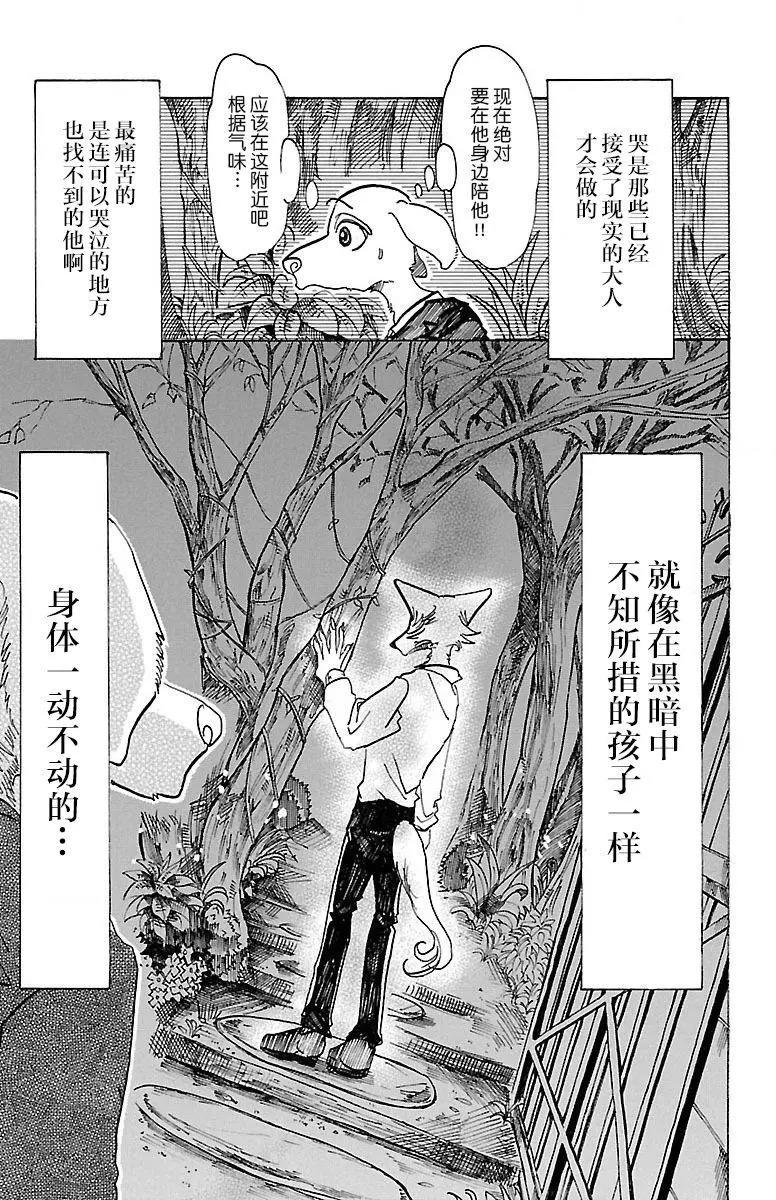 哭是那些已经
接受了现实的大人
才会做的
现在绝对
要在他身边陪他!!
应该在这附近吧
根据气味…
最痛苦的
是连可以哭泣的地方
也找不到的他啊
就像在黑暗中
不知所措的孩子一样
身体一动不动的…